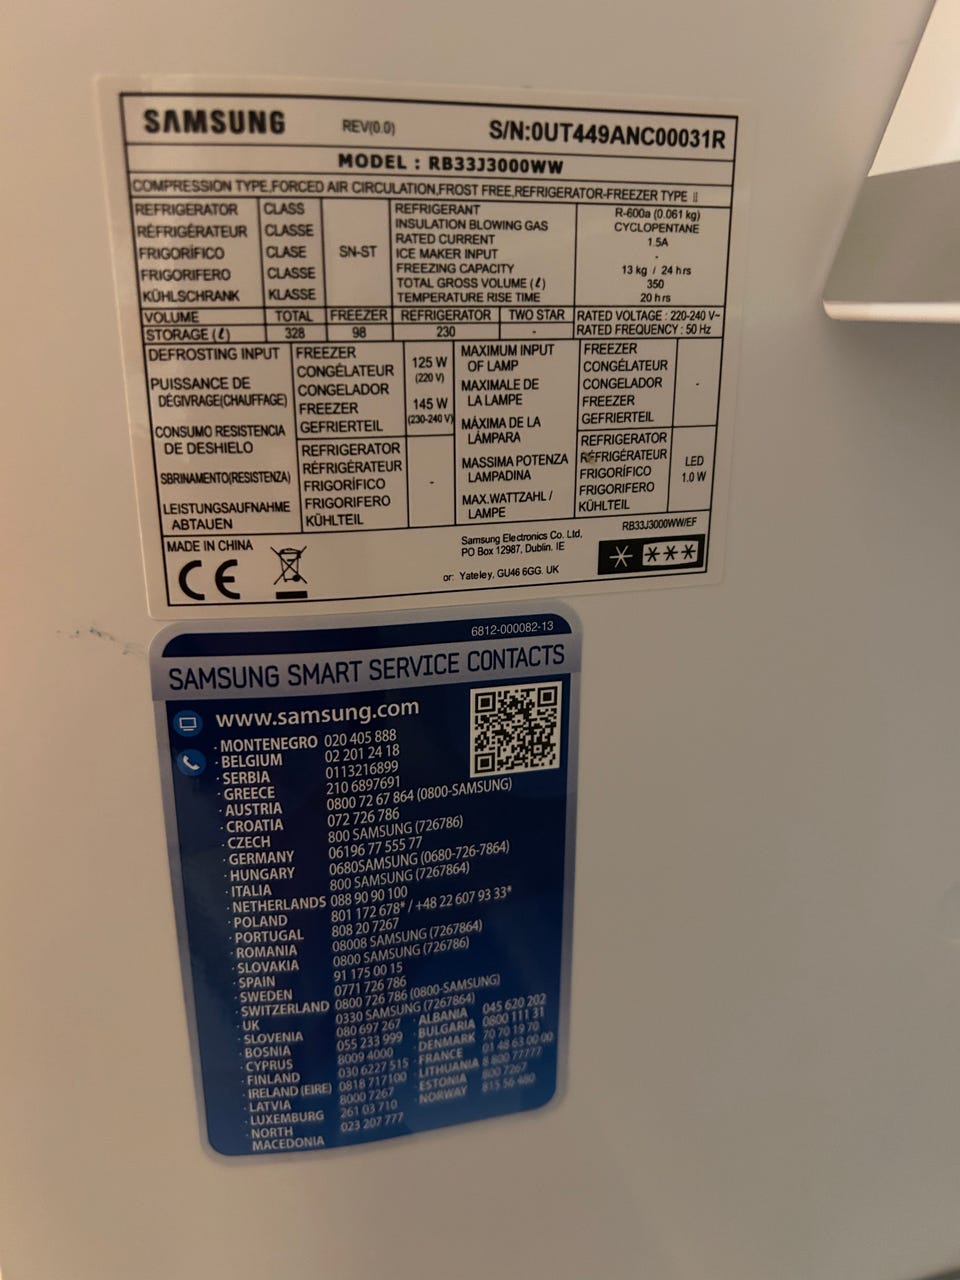 SAMSUNG REV(0.0) S/N:0UT449ANC00031R
MODEL : RB33J3000WW
COMPRESSION TYPE,FORCED AIR CIRCULATION,FROST FREE,REFRIGERATOR-FREEZER TYPE II
REFRIGERATOR CLASS
RÉFRIGÉRATEUR CLASSE
FRIGORÍFICO CLASE
FRIGORIFERO CLASSE
KÜHLSCHRANK KLASSE
SN-ST
REFRIGERANT R-600a (0.061 kg)
INSULATION BLOWING GAS CYCLOPENTANE
RATED CURRENT 1.5A
ICE MAKER INPUT -
FREEZING CAPACITY 13 kg / 24 hrs
TOTAL GROSS VOLUME (ℓ) 350
TEMPERATURE RISE TIME 20 hrs
VOLUME TOTAL FREEZER REFRIGERATOR TWO STAR RATED VOLTAGE : 220-240 V~
STORAGE (ℓ) 328 98 230 - RATED FREQUENCY : 50 Hz
DEFROSTING INPUT
PUISSANCE DE
DÉGIVRAGE(CHAUFFAGE)
CONSUMO RESISTENCIA
DE DESHIELO
SBRINAMENTO(RESISTENZA)
LEISTUNGSAUFNAHME
ABTAUEN
FREEZER
CONGÉLATEUR
CONGELADOR
FREEZER
GEFRIERTEIL
125 W
(220 V)
145 W
(230-240 V)
REFRIGERATOR
RÉFRIGÉRATEUR
FRIGORÍFICO
FRIGORIFERO
KÜHLTEIL
-
MAXIMUM INPUT
OF LAMP
MAXIMALE DE
LA LAMPE
MÁXIMA DE LA
LÁMPARA
MASSIMA POTENZA
LAMPADINA
MAX.WATTZAHL /
LAMPE
FREEZER
CONGÉLATEUR
CONGELADOR
FREEZER
GEFRIERTEIL
-
REFRIGERATOR
RÉFRIGÉRATEUR
FRIGORÍFICO
FRIGORIFERO
KÜHLTEIL
LED
1.0 W
MADE IN CHINA
CE
Samsung Electronics Co. Ltd,
PO Box 12987, Dublin. IE
or: Yateley, GU46 6GG. UK
RB33J3000WW/EF
6812-000082-13
SAMSUNG SMART SERVICE CONTACTS
www.samsung.com
· MONTENEGRO 020 405 888
· BELGIUM 02 201 24 18
· SERBIA 0113216899
· GREECE 210 6897691
· AUSTRIA 0800 72 67 864 (0800-SAMSUNG)
· CROATIA 072 726 786
· CZECH 800 SAMSUNG (726786)
· GERMANY 06196 77 555 77
· HUNGARY 0680SAMSUNG (0680-726-7864)
· ITALIA 800 SAMSUNG (7267864)
· NETHERLANDS 088 90 90 100
· POLAND 801 172 678* / +48 22 607 93 33*
· PORTUGAL 808 20 7267
· ROMANIA 08008 SAMSUNG (7267864)
· SLOVAKIA 0800 SAMSUNG (726786)
· SPAIN 91 175 00 15
· SWEDEN 0771 726 786
· SWITZERLAND 0800 726 786 (0800-SAMSUNG)
· UK 0330 SAMSUNG (7267864)
· SLOVENIA 080 697 267
· BOSNIA 055 233 999
· CYPRUS 8009 4000
· FINLAND 030 6227 515
· IRELAND (EIRE) 0818 717100
· LATVIA 8000 7267
· LUXEMBURG 261 03 710
· NORTH 023 207 777
MACEDONIA
· ALBANIA 045 620 202
· BULGARIA 0800 111 31
· DENMARK 70 70 19 70
· FRANCE 01 48 63 00 00
· LITHUANIA 8 800 77777
· ESTONIA 800 7267
· NORWAY 815 56 480